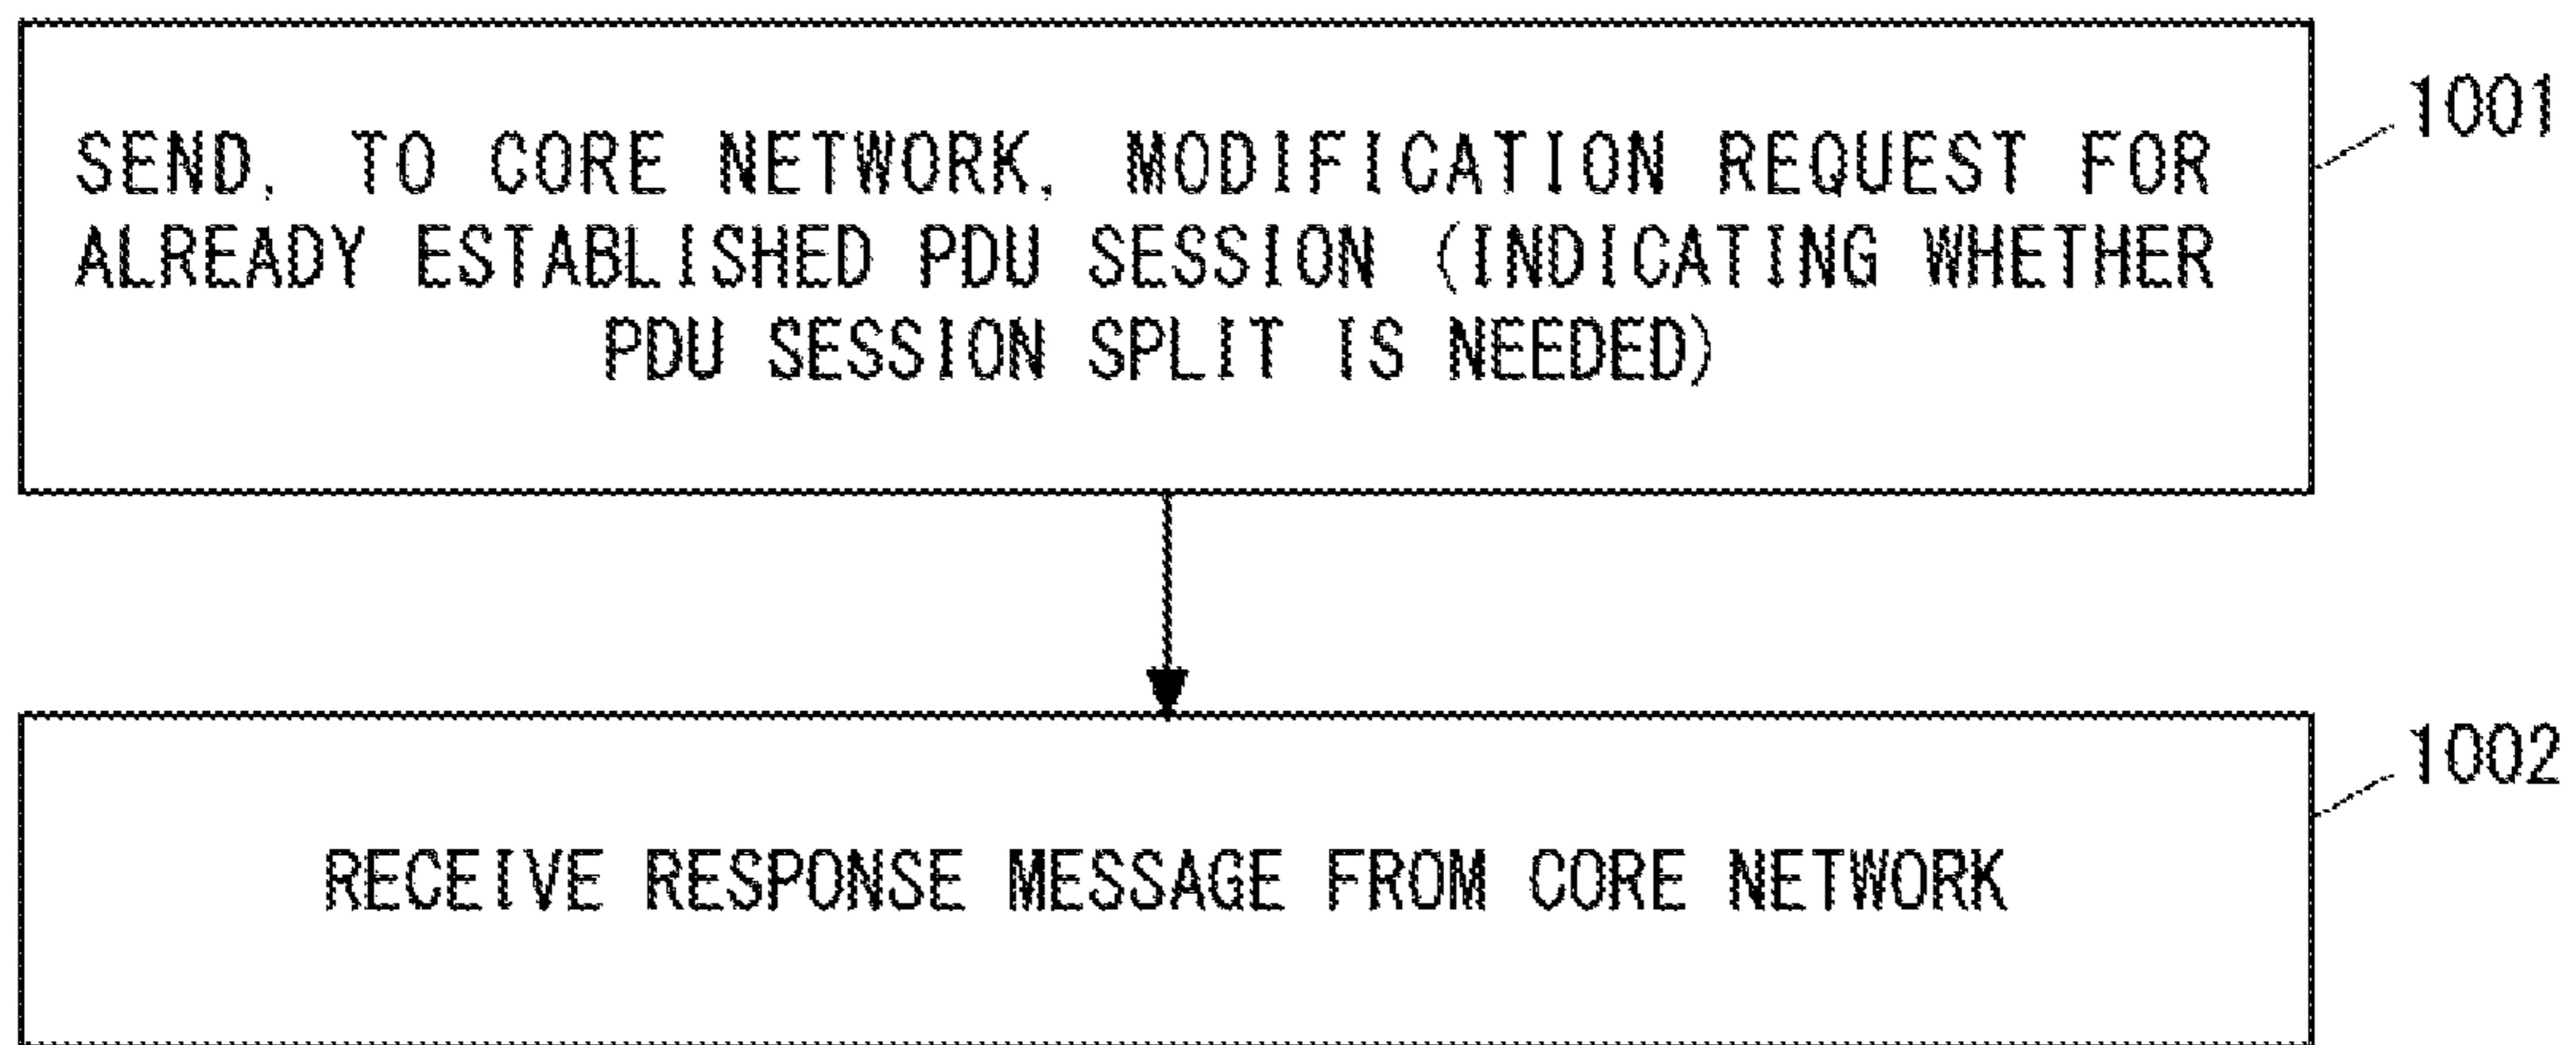 SEND, TO CORE NETWORK, MODIFICATION REQUEST FOR
ALREADY ESTABLISHED PDU SESSION (INDICATING WHETHER
PDU SESSION SPLIT IS NEEDED)
1001
RECEIVE RESPONSE MESSAGE FROM CORE NETWORK
1002